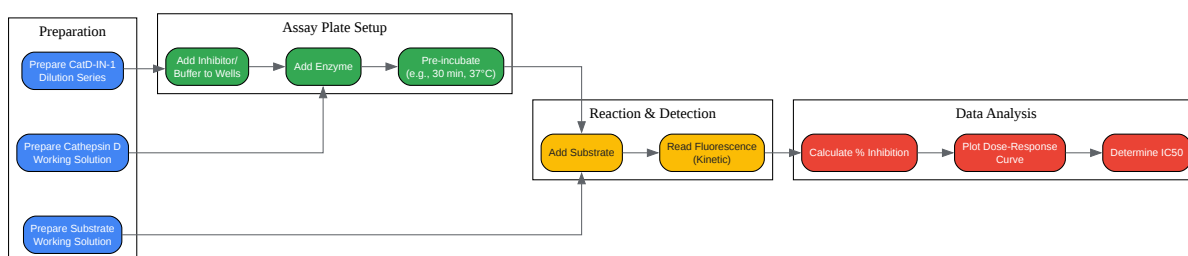 Preparation
Prepare CatD-IN-1
Dilution Series
Prepare Cathepsin D
Working Solution
Prepare Substrate
Working Solution
Assay Plate Setup
Add Inhibitor/
Buffer to Wells
Add Enzyme
Pre-incubate
(e.g., 30 min, 37°C)
Reaction & Detection
Add Substrate
Read Fluorescence
(Kinetic)
Data Analysis
Calculate % Inhibition
Plot Dose-Response
Curve
Determine IC50